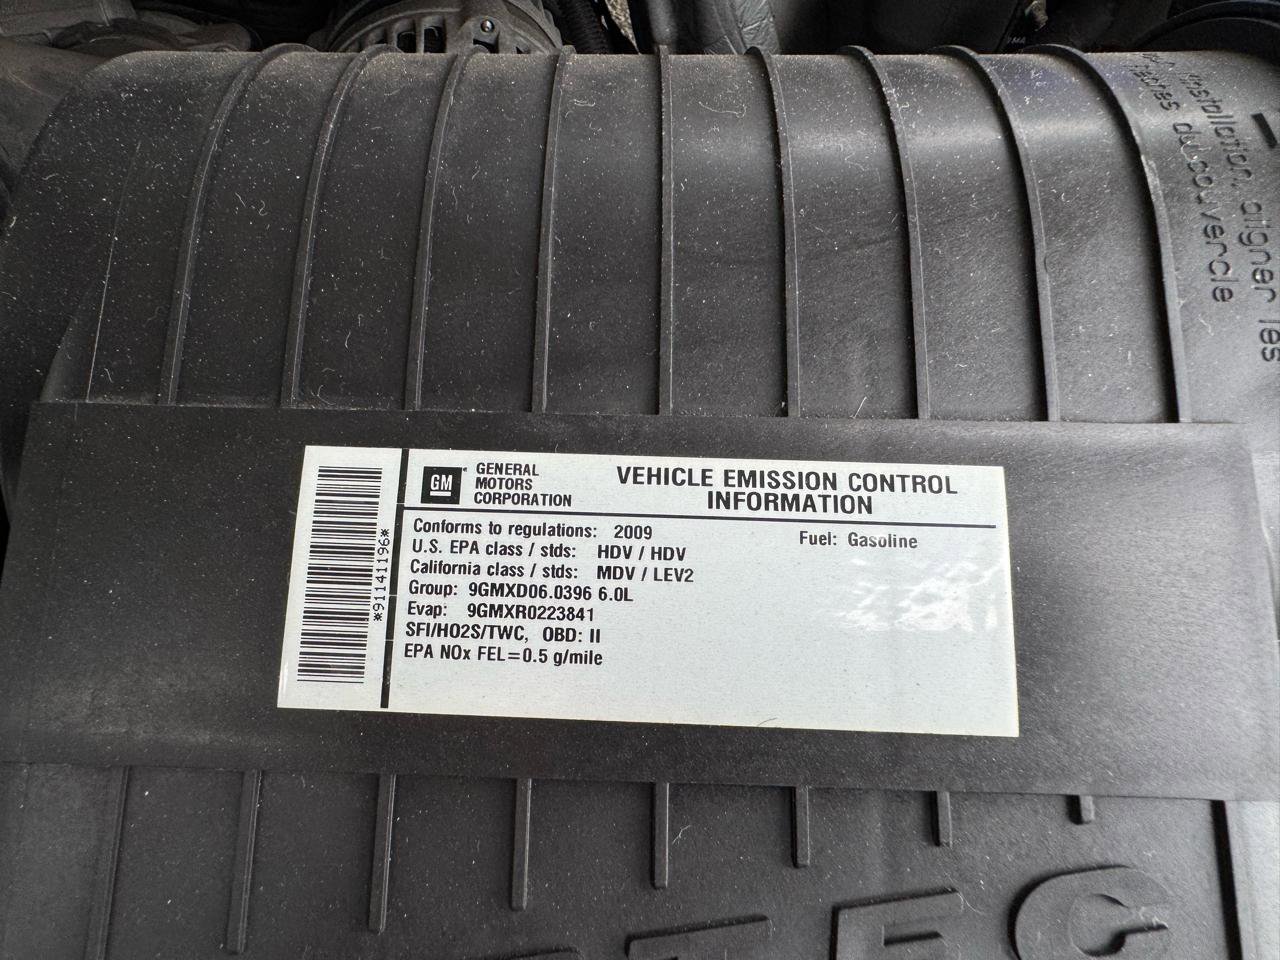 l'installation, aligner les
flèches du couvercle
GM
GENERAL
MOTORS
CORPORATION
VEHICLE EMISSION CONTROL
INFORMATION
Conforms to regulations: 2009
Fuel: Gasoline
U.S. EPA class / stds: HDV / HDV
California class / stds: MDV / LEV2
Group: 9GMXD06.0396 6.0L
Evap: 9GMXR0223841
SFI/HO2S/TWC, OBD: II
EPA NOx FEL=0.5 g/mile
*91141196*
TEC